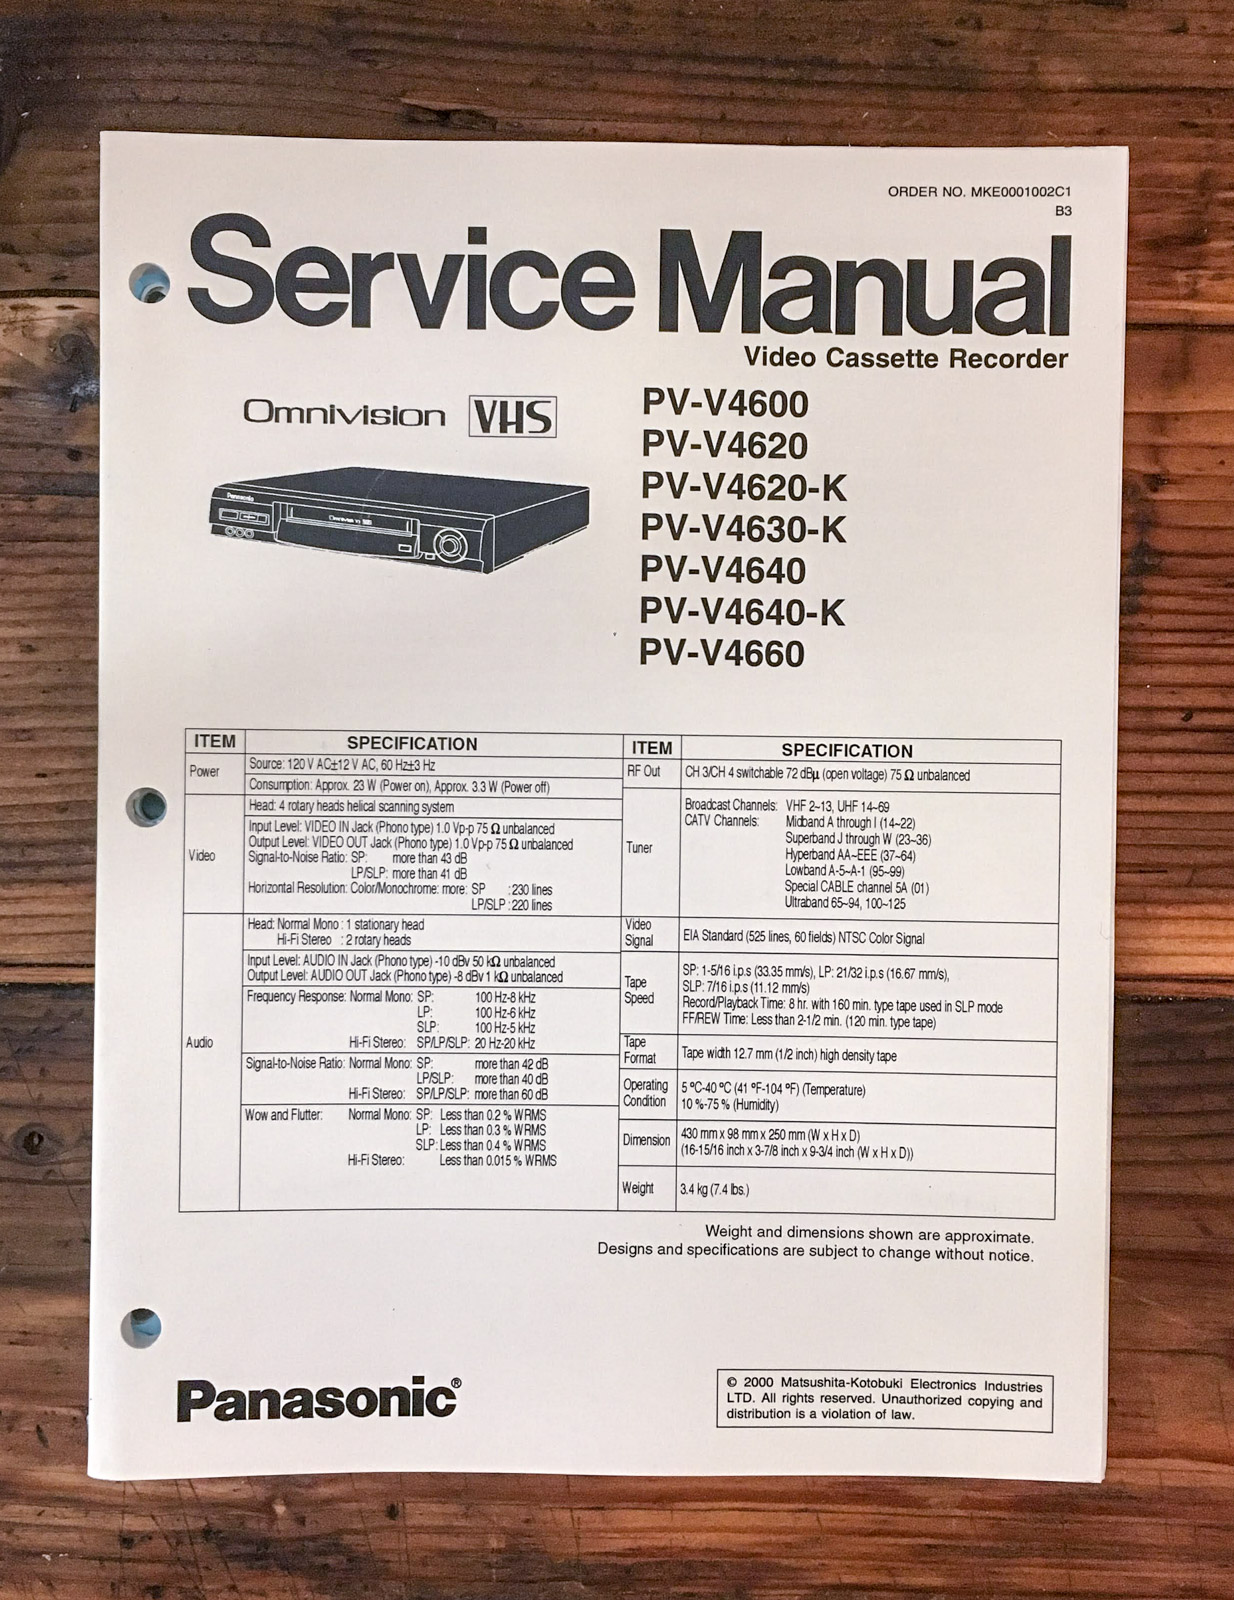 ORDER NO. MKE0001002C1
B3
Service Manual
Video Cassette Recorder
Omnivision VHS
PV-V4600
PV-V4620
PV-V4620-K
PV-V4630-K
PV-V4640
PV-V4640-K
PV-V4660
Panasonic
ITEM SPECIFICATION
Power
Source: 120 V AC±12 V AC, 60 Hz±3 Hz
Consumption: Approx. 23 W (Power on), Approx. 3.3 W (Power off)
Video
Head: 4 rotary heads helical scanning system
Input Level: VIDEO IN Jack (Phono type) 1.0 Vp-p 75 Ω unbalanced
Output Level: VIDEO OUT Jack (Phono type) 1.0 Vp-p 75 Ω unbalanced
Signal-to-Noise Ratio: SP: more than 43 dB
LP/SLP: more than 41 dB
Horizontal Resolution: Color/Monochrome: more: SP :230 lines
LP/SLP :220 lines
Audio
Head: Normal Mono : 1 stationary head
Hi-Fi Stereo : 2 rotary heads
Input Level: AUDIO IN Jack (Phono type) -10 dBv 50 kΩ unbalanced
Output Level: AUDIO OUT Jack (Phono type) -8 dBv 1 kΩ unbalanced
Frequency Response: Normal Mono: SP: 100 Hz-8 kHz
LP: 100 Hz-6 kHz
SLP: 100 Hz-5 kHz
Hi-Fi Stereo: SP/LP/SLP: 20 Hz-20 kHz
Signal-to-Noise Ratio: Normal Mono: SP: more than 42 dB
LP/SLP: more than 40 dB
Hi-Fi Stereo: SP/LP/SLP: more than 60 dB
Wow and Flutter: Normal Mono: SP: Less than 0.2 % WRMS
LP: Less than 0.3 % WRMS
SLP: Less than 0.4 % WRMS
Hi-Fi Stereo: Less than 0.015 % WRMS
ITEM SPECIFICATION
RF Out CH 3/CH 4 switchable 72 dBμ (open voltage) 75 Ω unbalanced
Tuner
Broadcast Channels: VHF 2~13, UHF 14~69
CATV Channels: Midband A through I (14~22)
Superband J through W (23~36)
Hyperband AA~EEE (37~64)
Lowband A-5~A-1 (95~99)
Special CABLE channel 5A (01)
Ultraband 65~94, 100~125
Video
Signal
EIA Standard (525 lines, 60 fields) NTSC Color Signal
Tape
Speed
SP: 1-5/16 i.p.s (33.35 mm/s), LP: 21/32 i.p.s (16.67 mm/s),
SLP: 7/16 i.p.s (11.12 mm/s)
Record/Playback Time: 8 hr. with 160 min. type tape used in SLP mode
FF/REW Time: Less than 2-1/2 min. (120 min. type tape)
Tape
Format
Tape width 12.7 mm (1/2 inch) high density tape
Operating
Condition
5 ºC-40 ºC (41 ºF-104 ºF) (Temperature)
10 %-75 % (Humidity)
Dimension
430 mm x 98 mm x 250 mm (W x H x D)
(16-15/16 inch x 3-7/8 inch x 9-3/4 inch (W x H x D))
Weight 3.4 kg (7.4 lbs.)
Weight and dimensions shown are approximate.
Designs and specifications are subject to change without notice.
Panasonic®
© 2000 Matsushita-Kotobuki Electronics Industries
LTD. All rights reserved. Unauthorized copying and
distribution is a violation of law.